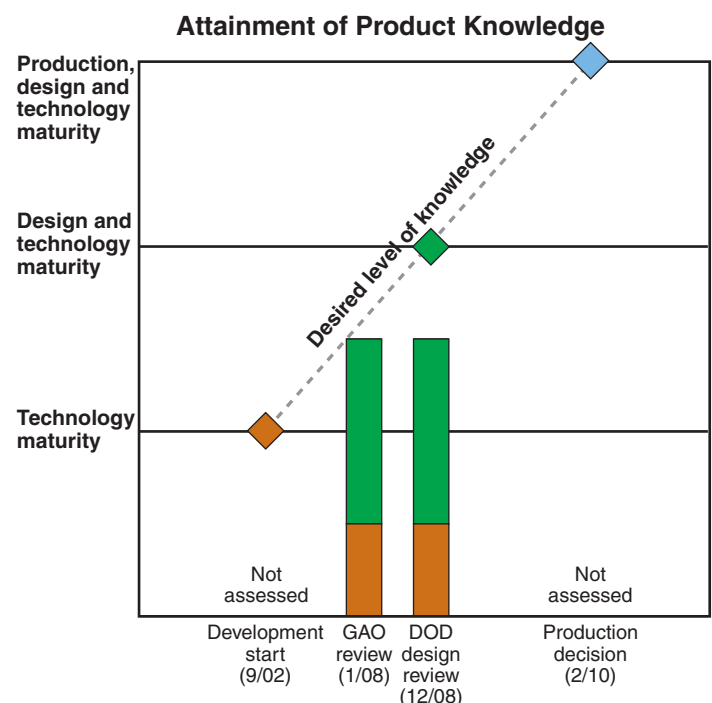 Attainment of Product Knowledge
Production,
design and
technology
maturity
Design and
technology
maturity
Technology
maturity
Desired level of knowledge
Not
assessed
Not
assessed
Development
start
(9/02)
GAO
review
(1/08)
DOD
design
review
(12/08)
Production
decision
(2/10)